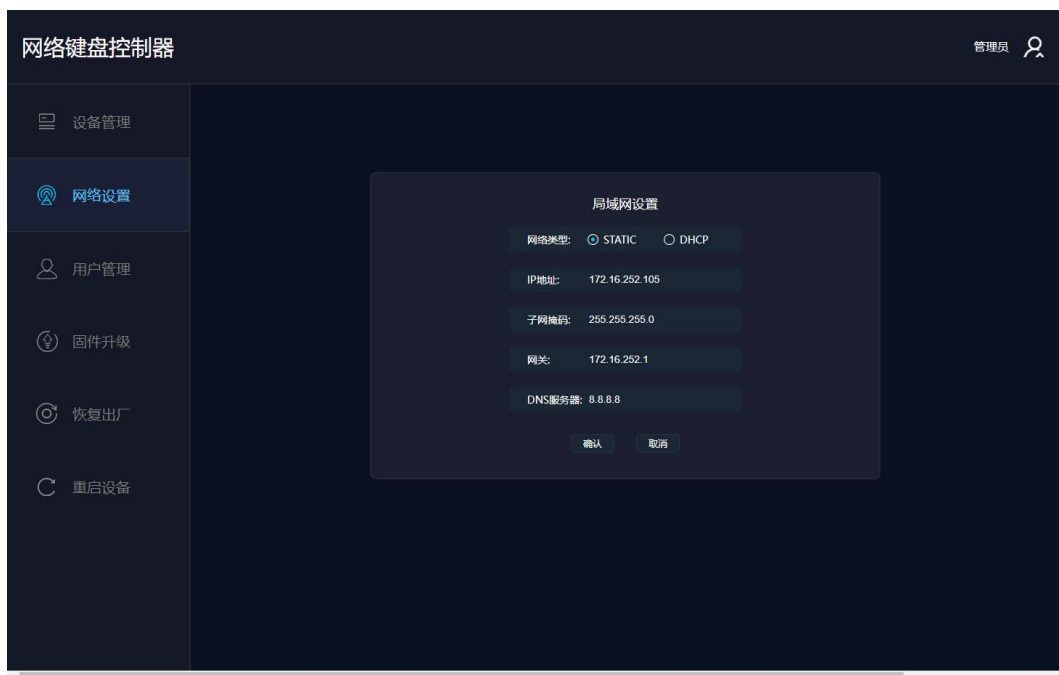 网络键盘控制器
管理员
设备管理
网络设置
用户管理
固件升级
恢复出厂
重启设备
局域网设置
网络类型: STATIC DHCP
IP地址: 172.16.252.105
子网掩码: 255.255.255.0
网关: 172.16.252.1
DNS服务器: 8.8.8.8
确认 取消